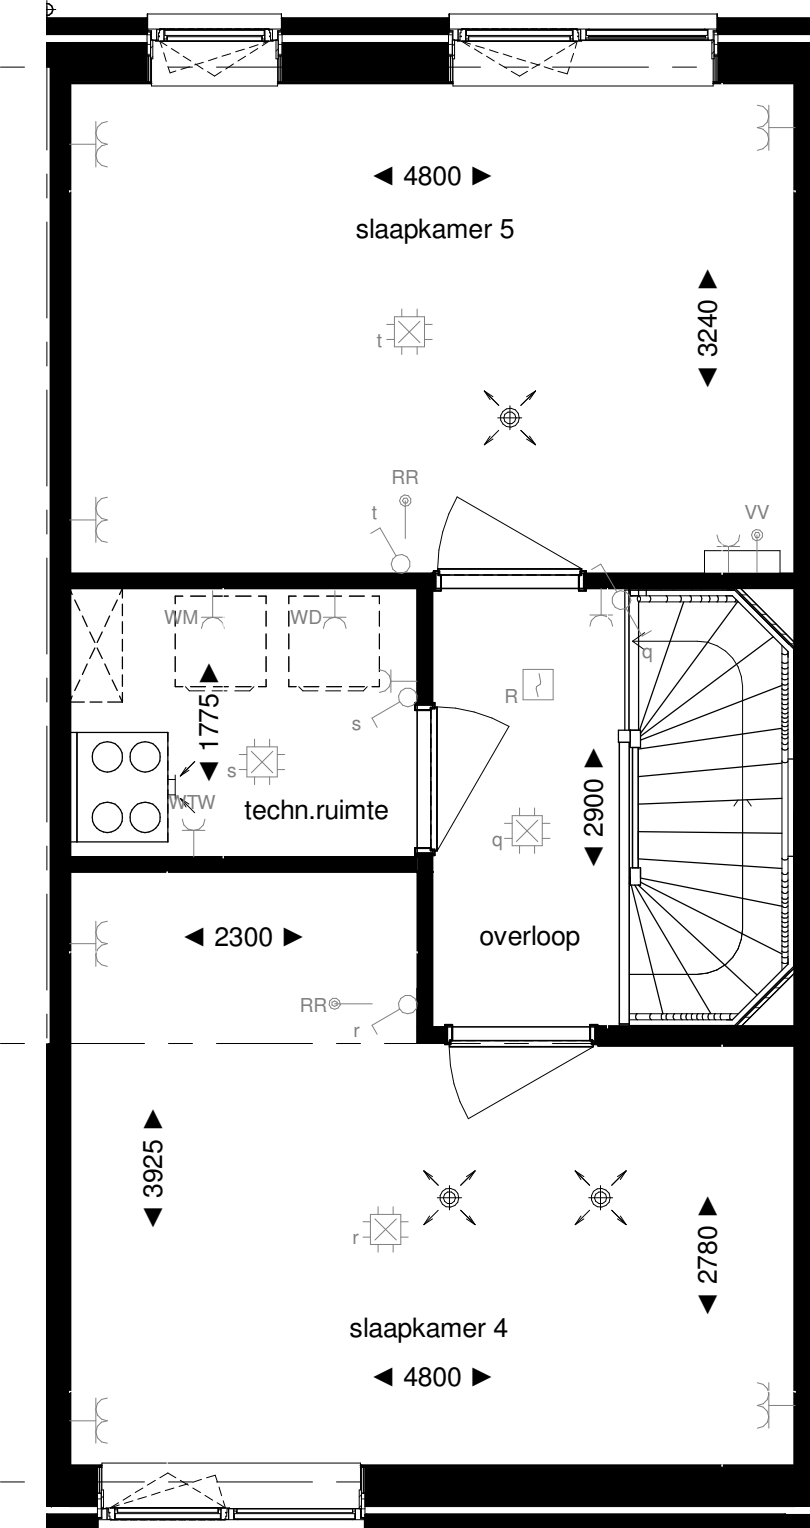 4800
slaapkamer 5
3240
t
RR
t
VV
WM
WD
q
R
1775
s
s
WTW
techn.ruimte
2900
q
2300
overloop
RR
r
3925
r
2780
slaapkamer 4
4800